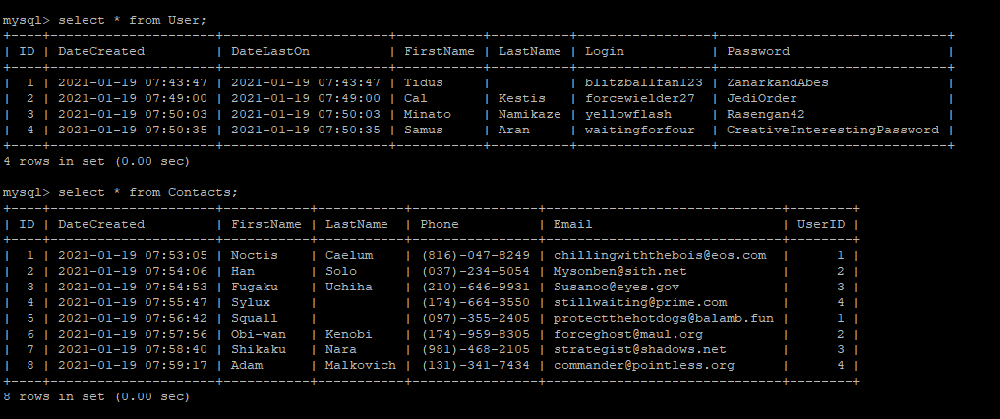 mysql> select * from User;
+----+---------------------+---------------------+-----------+----------+-----------------+-----------------------------+
| ID | DateCreated         | DateLastOn          | FirstName | LastName | Login           | Password                    |
+----+---------------------+---------------------+-----------+----------+-----------------+-----------------------------+
|  1 | 2021-01-19 07:43:47 | 2021-01-19 07:43:47 | Tidus     |          | blitzballfan123 | ZanarkandAbes               |
|  2 | 2021-01-19 07:49:00 | 2021-01-19 07:49:00 | Cal       | Kestis   | forcewielder27  | JediOrder                   |
|  3 | 2021-01-19 07:50:03 | 2021-01-19 07:50:03 | Minato    | Namikaze | yellowflash     | Rasengan42                  |
|  4 | 2021-01-19 07:50:35 | 2021-01-19 07:50:35 | Samus     | Aran     | waitingforfour  | CreativeInterestingPassword |
+----+---------------------+---------------------+-----------+----------+-----------------+-----------------------------+
4 rows in set (0.00 sec)
mysql> select * from Contacts;
+----+---------------------+-----------+-----------+----------------+------------------------------+--------+
| ID | DateCreated         | FirstName | LastName  | Phone          | Email                        | UserID |
+----+---------------------+-----------+-----------+----------------+------------------------------+--------+
|  1 | 2021-01-19 07:53:05 | Noctis    | Caelum    | (816)-047-8249 | chillingwiththebois@eos.com  |      1 |
|  2 | 2021-01-19 07:54:06 | Han       | Solo      | (037)-234-5054 | Mysonben@sith.net            |      2 |
|  3 | 2021-01-19 07:54:53 | Fugaku    | Uchiha    | (210)-646-9931 | Susanoo@eyes.gov             |      3 |
|  4 | 2021-01-19 07:55:47 | Sylux     |           | (174)-664-3550 | stillwaiting@prime.com       |      4 |
|  5 | 2021-01-19 07:56:42 | Squall    |           | (097)-355-2405 | protectthehotdogs@balamb.fun |      1 |
|  6 | 2021-01-19 07:57:56 | Obi-wan   | Kenobi    | (174)-959-8305 | forceghost@maul.org          |      2 |
|  7 | 2021-01-19 07:58:40 | Shikaku   | Nara      | (981)-468-2105 | strategist@shadows.net       |      3 |
|  8 | 2021-01-19 07:59:17 | Adam      | Malkovich | (131)-341-7434 | commander@pointless.org      |      4 |
+----+---------------------+-----------+-----------+----------------+------------------------------+--------+
8 rows in set (0.00 sec)